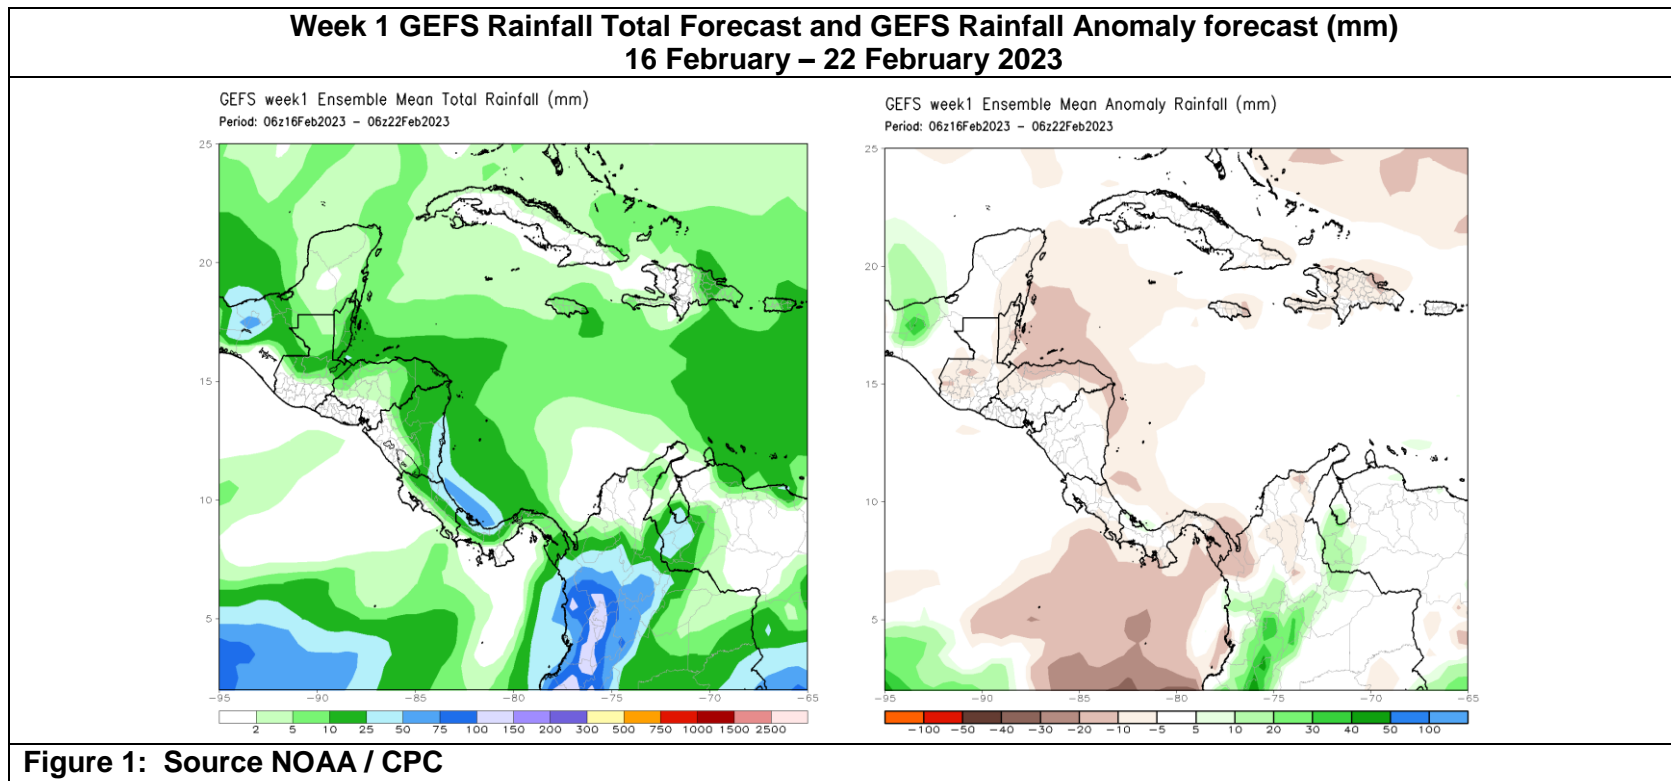 Week 1 GEFS Rainfall Total Forecast and GEFS Rainfall Anomaly forecast (mm)
16 February – 22 February 2023
GEFS week1 Ensemble Mean Total Rainfall (mm)
Period: 06z16Feb2023 – 06z22Feb2023
25
20
15
10
5
-95 -90 -85 -80 -75 -70 -65
2 5 10 25 50 75 100 150 200 300 500 750 1000 1500 2500
GEFS week1 Ensemble Mean Anomaly Rainfall (mm)
Period: 06z16Feb2023 – 06z22Feb2023
25
20
15
10
5
-95 -90 -85 -80 -75 -70 -65
-100 -50 -40 -30 -20 -10 -5 5 10 20 30 40 50 100
Figure 1: Source NOAA / CPC